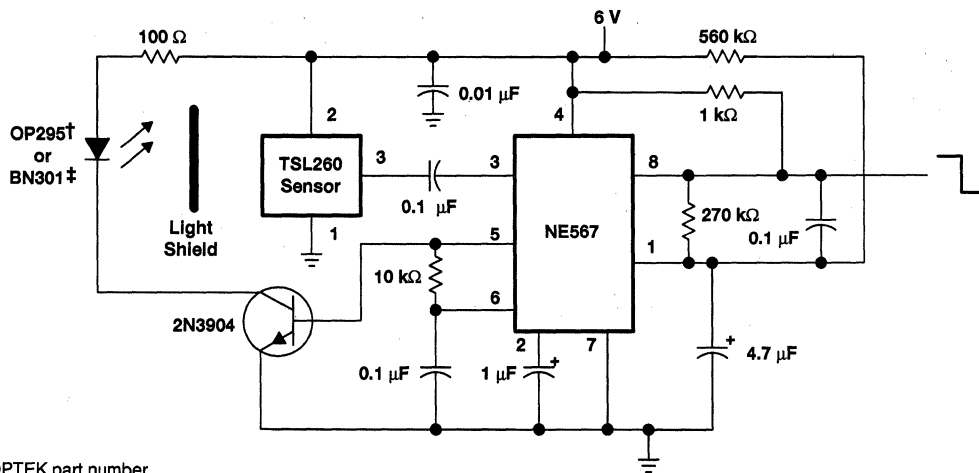 100 Ω
6 V
560 kΩ
0.01 µF
1 kΩ
2
4
OP295†
or
BN301‡
TSL260
Sensor
3
3
8
0.1 µF
NE567
270 kΩ
0.1 µF
Light
Shield
1
5
1
10 kΩ
6
2N3904
2
7
0.1 µF
1 µF
+
+
4.7 µF
PTEK part number